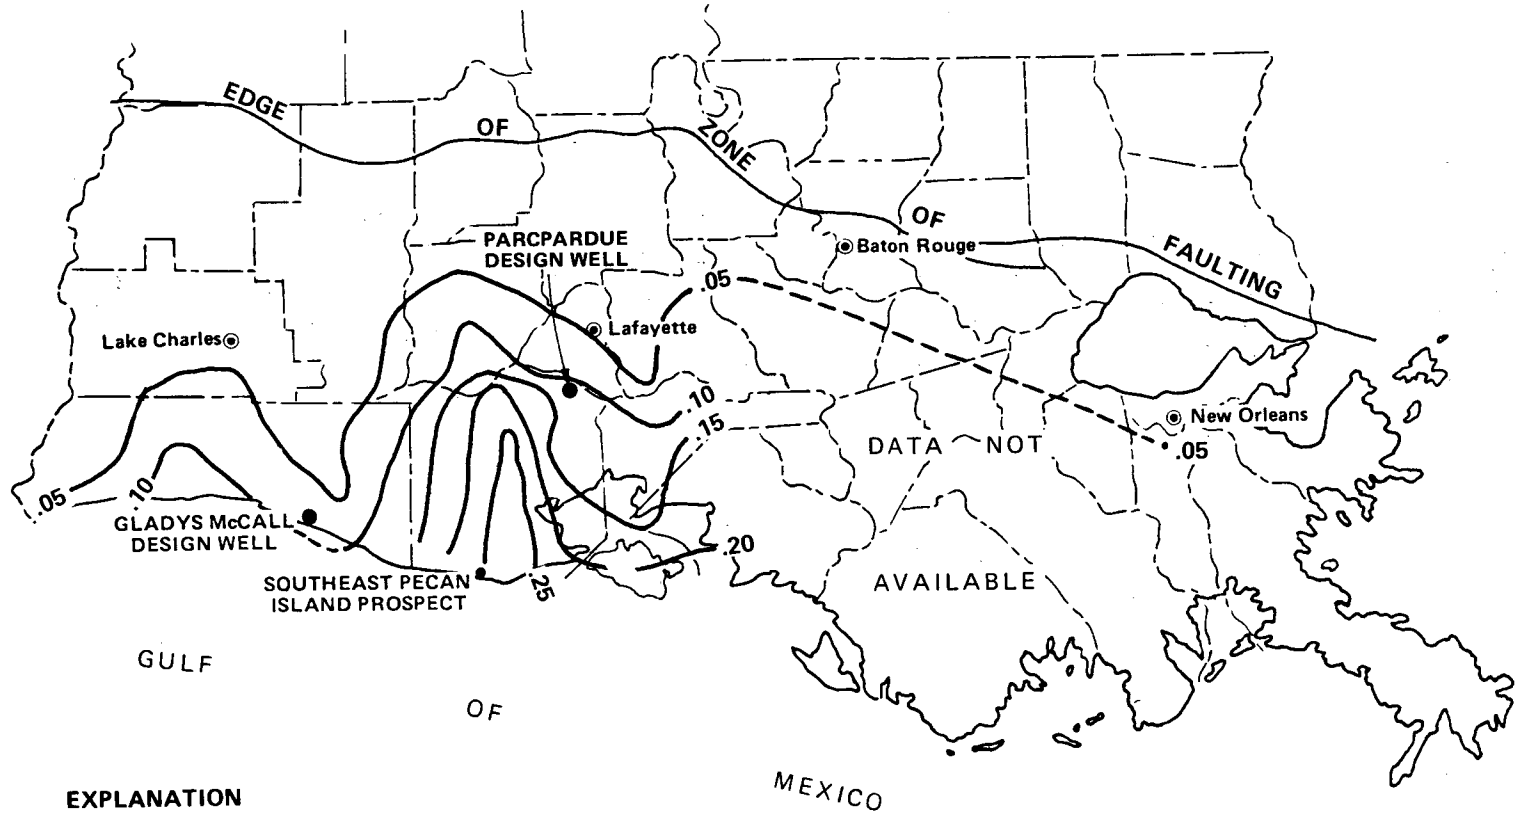 EDGE OF ZONE OF FAULTING
PARCPARDUE
DESIGN WELL
Baton Rouge
.05
Lafayette
Lake Charles
.10
.15
New Orleans
DATA NOT
.05
.05
.10
GLADYS McCALL
DESIGN WELL
.20
SOUTHEAST PECAN
ISLAND PROSPECT
.25
AVAILABLE
GULF
OF
MEXICO
EXPLANATION